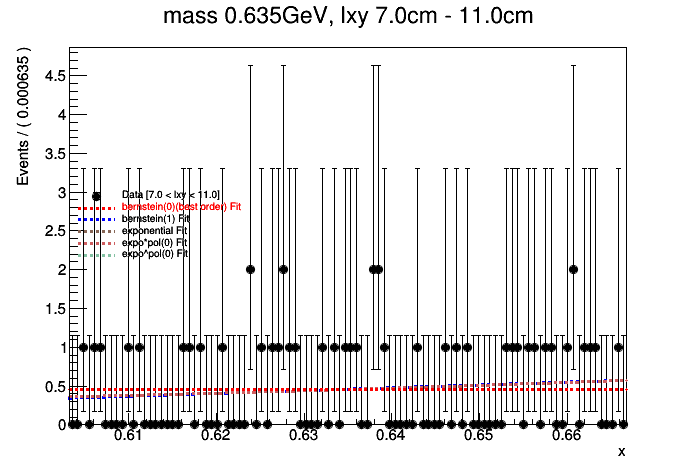 mass 0.635GeV, lxy 7.0cm - 11.0cm
Events / ( 0.000635 )
4.5
4
3.5
3
2.5
2
1.5
1
0.5
0
Data [7.0 < lxy < 11.0]
bernstein(0)(best order) Fit
bernstein(1) Fit
exponential Fit
expo*pol(0) Fit
expo^pol(0) Fit
0.61 0.62 0.63 0.64 0.65 0.66
x